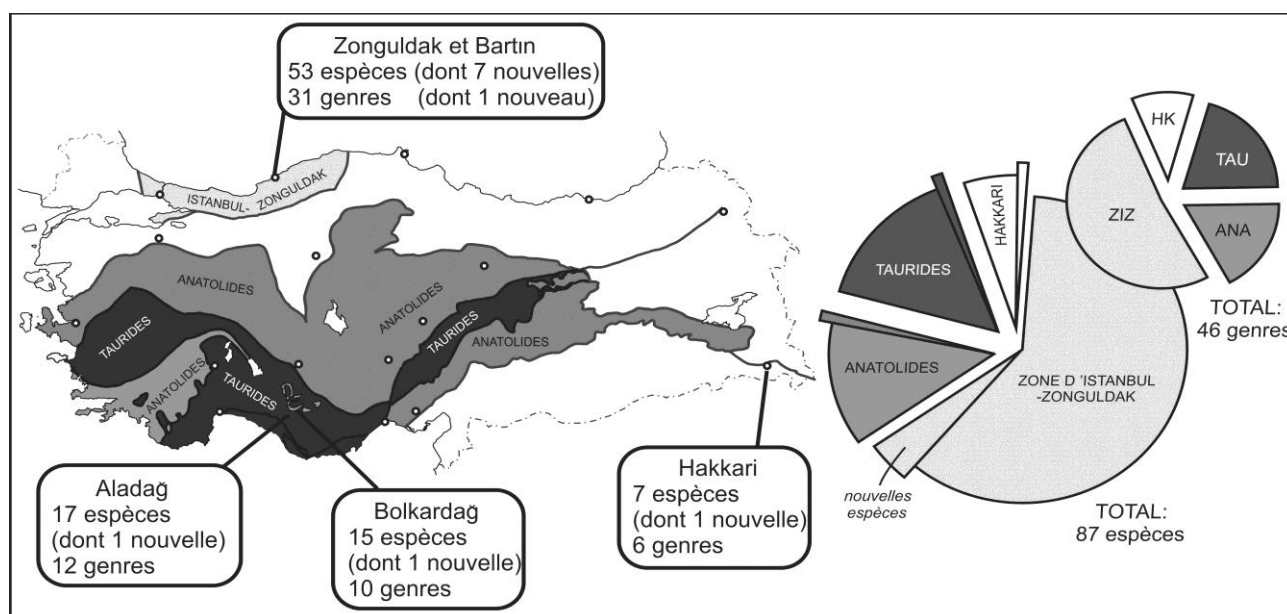 Zonguldak et Bartın
53 espèces (dont 7 nouvelles)
31 genres (dont 1 nouveau)
ISTANBUL- ZONGULDAK
ANATOLIDES
ANATOLIDES
TAURIDES
TAURIDES
ANATOLIDES
ANATOLIDES
TAURIDES
Aladağ
17 espèces
(dont 1 nouvelle)
12 genres
Bolkardağ
15 espèces
(dont 1 nouvelle)
10 genres
Hakkari
7 espèces
(dont 1 nouvelle)
6 genres
HK
TAU
ZIZ
ANA
TOTAL:
46 genres
HAKKARI
TAURIDES
ANATOLIDES
ZONE D 'ISTANBUL
-ZONGULDAK
nouvelles
espèces
TOTAL:
87 espèces